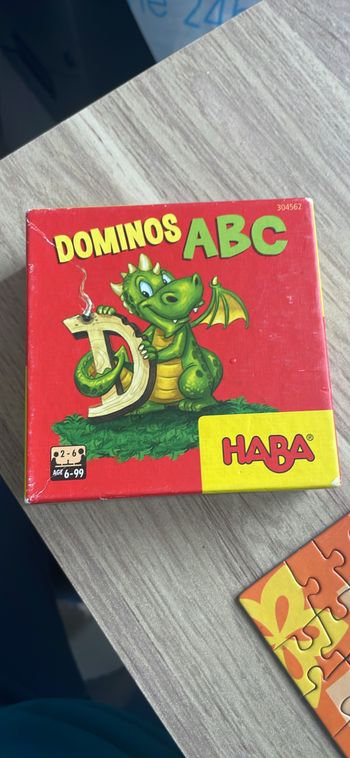 304562
DOMINOS ABC
D
2-6
AGE 6-99
HABA®